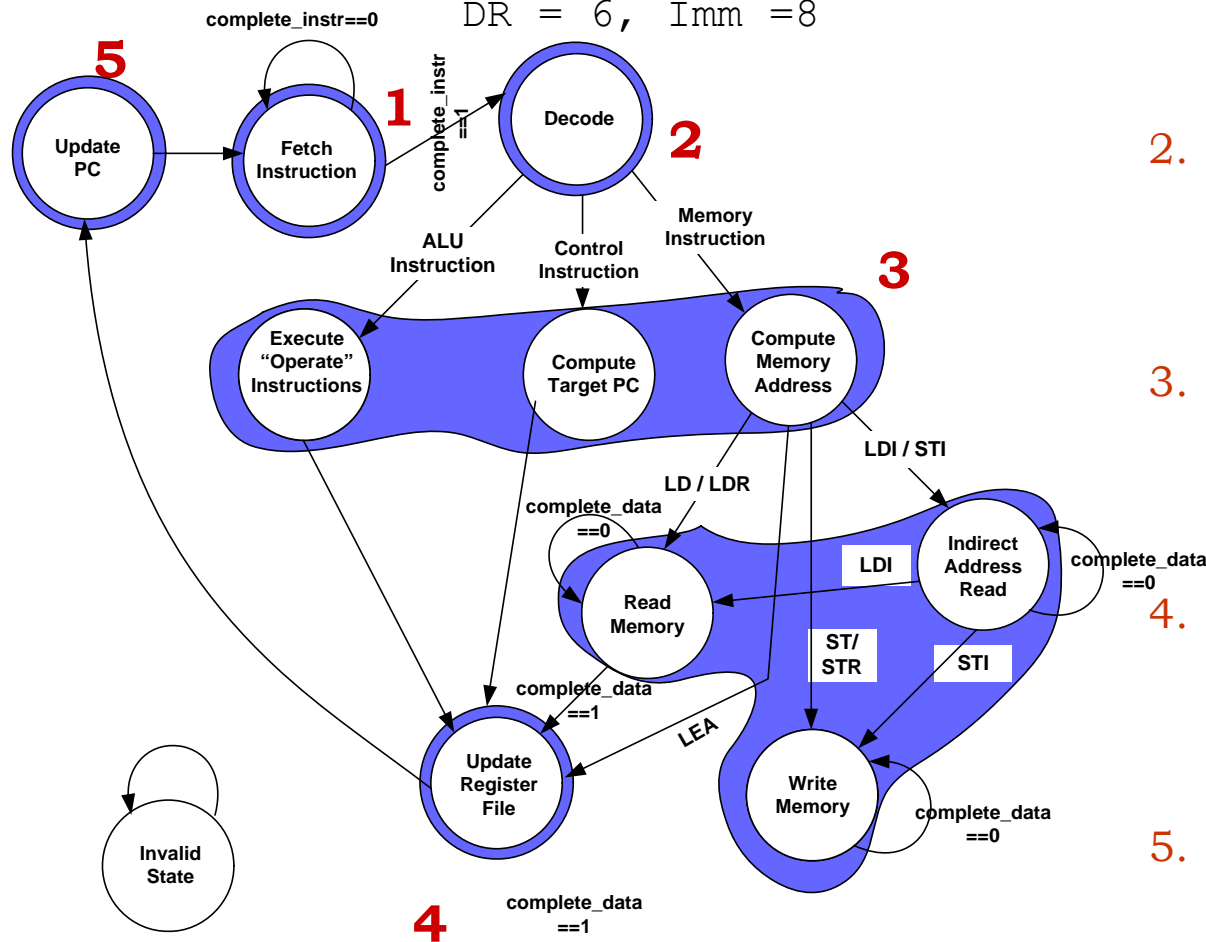 DR = 6, Imm =8
complete_instr==0
5
1
complete_instr
==1
Decode
2
2.
Update
PC
Fetch
Instruction
ALU
Instruction
Control
Instruction
Memory
Instruction
3
Execute
“Operate”
Instructions
Compute
Target PC
Compute
Memory
Address
3.
LDI / STI
LD / LDR
complete_data
==0
Indirect
Address
Read
complete_data
==0
LDI
Read
Memory
4.
ST/
STR
STI
complete_data
==1
LEA
Update
Register
File
Write
Memory
complete_data
==0
5.
Invalid
State
4
complete_data
==1